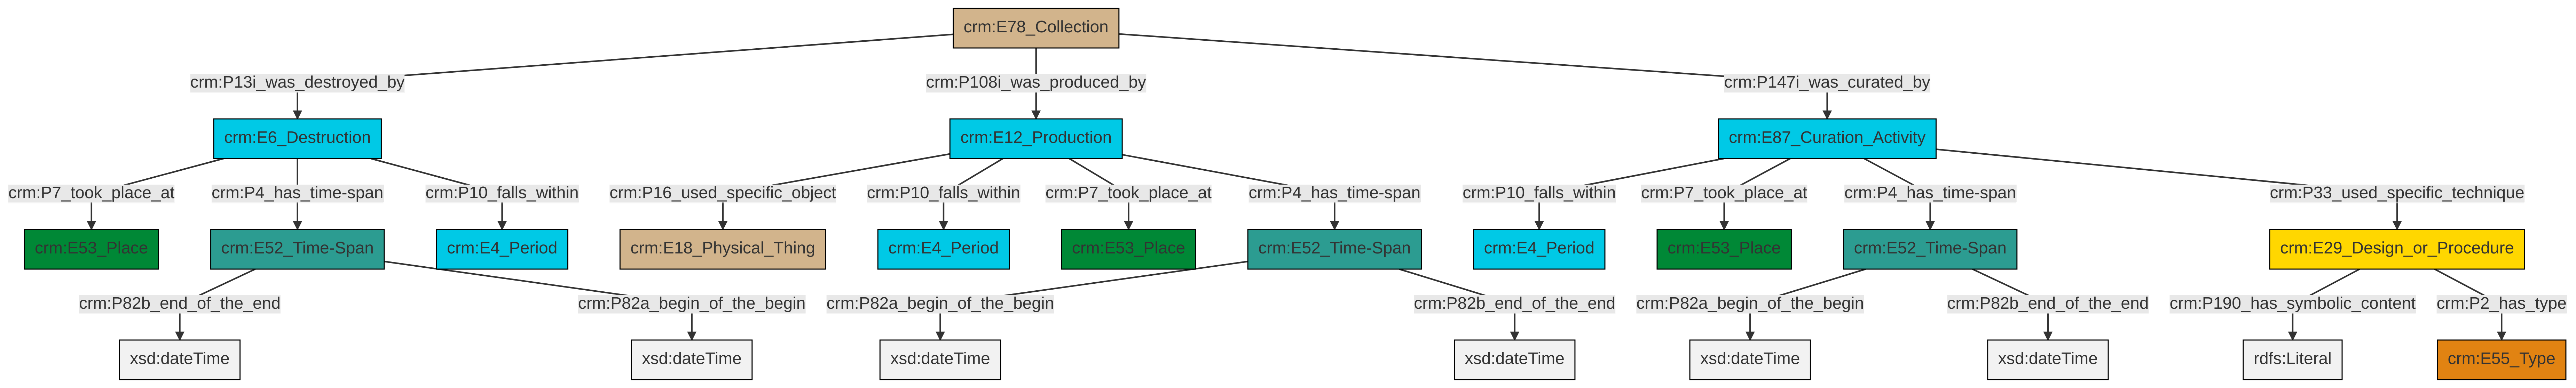 crm:E78_Collection
crm:P13i_was_destroyed_by
crm:P108i_was_produced_by
crm:P147i_was_curated_by
crm:E6_Destruction
crm:E12_Production
crm:E87_Curation_Activity
crm:P7_took_place_at
crm:P4_has_time-span
crm:P10_falls_within
crm:P16_used_specific_object
crm:P10_falls_within
crm:P7_took_place_at
crm:P4_has_time-span
crm:P10_falls_within
crm:P7_took_place_at
crm:P4_has_time-span
crm:P33_used_specific_technique
crm:E53_Place
crm:E52_Time-Span
crm:E4_Period
crm:E18_Physical_Thing
crm:E4_Period
crm:E53_Place
crm:E52_Time-Span
crm:E4_Period
crm:E53_Place
crm:E52_Time-Span
crm:E29_Design_or_Procedure
crm:P82b_end_of_the_end
crm:P82a_begin_of_the_begin
crm:P82a_begin_of_the_begin
crm:P82b_end_of_the_end
crm:P82a_begin_of_the_begin
crm:P82b_end_of_the_end
crm:P190_has_symbolic_content
crm:P2_has_type
xsd:dateTime
xsd:dateTime
xsd:dateTime
xsd:dateTime
xsd:dateTime
xsd:dateTime
rdfs:Literal
crm:E55_Type